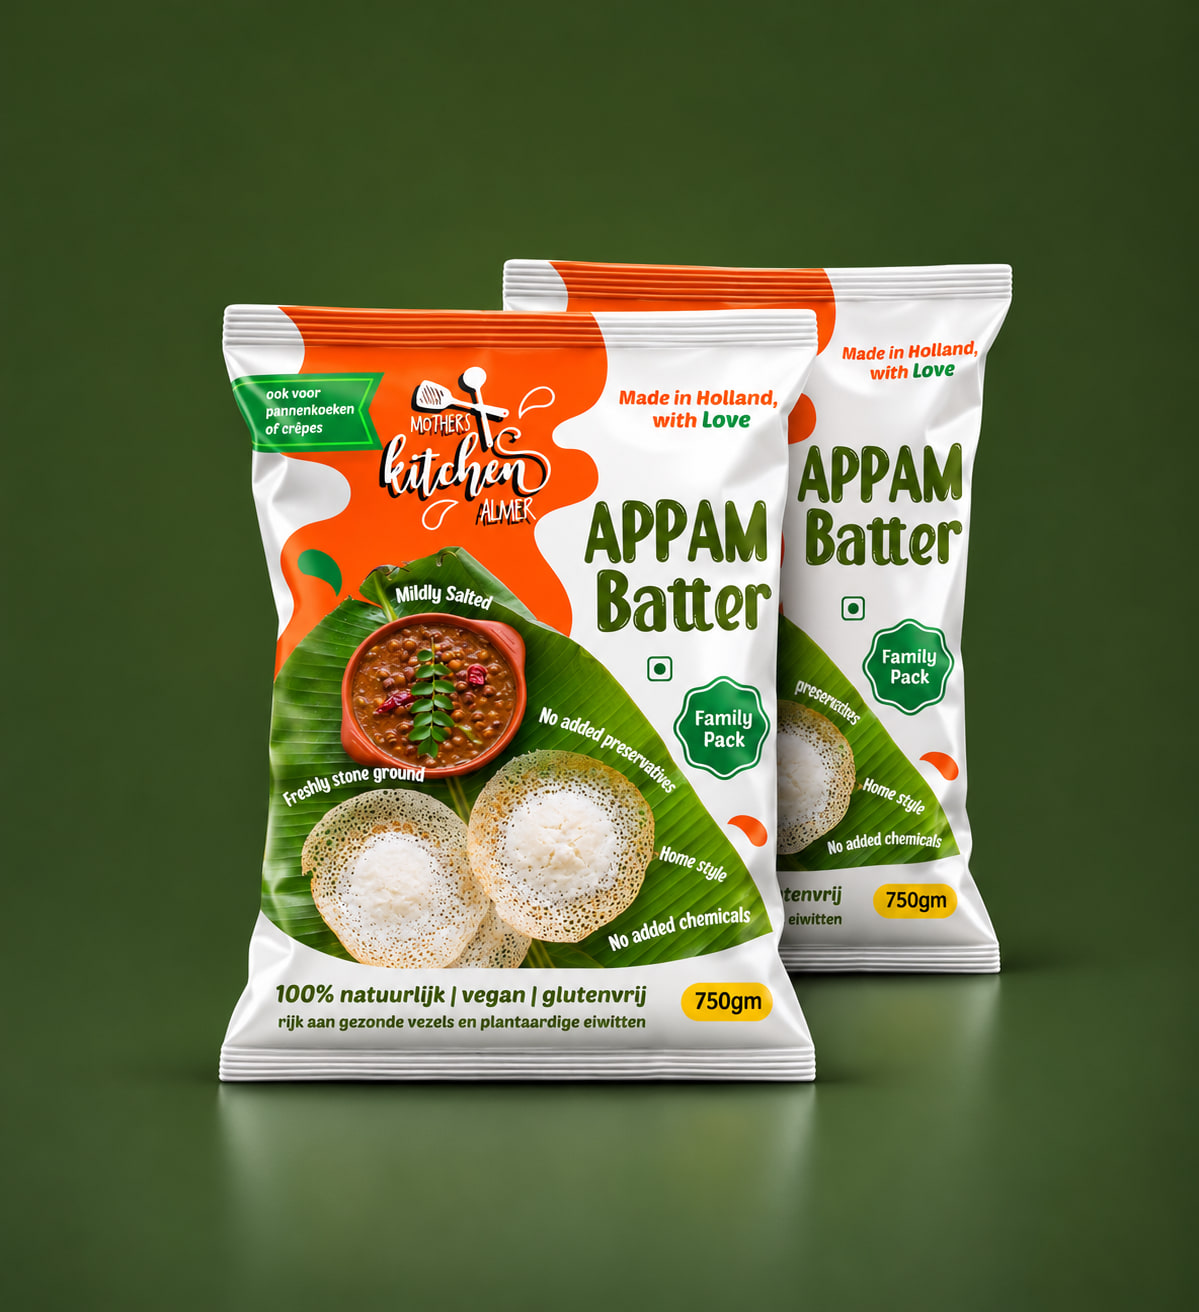 ook voor
pannenkoeken
of crêpes
MOTHERS
kitchen
ALMER
Made in Holland,
with Love
APPAM
Batter
Family
Pack
Mildly Salted
No added preservatives
Freshly stone ground
Home style
No added chemicals
100% natuurlijk | vegan | glutenvrij
rijk aan gezonde vezels en plantaardige eiwitten
750gm
Made in Holland,
with Love
APPAM
Batter
Family
Pack
Home style
No added chemicals
eiwitten
750gm